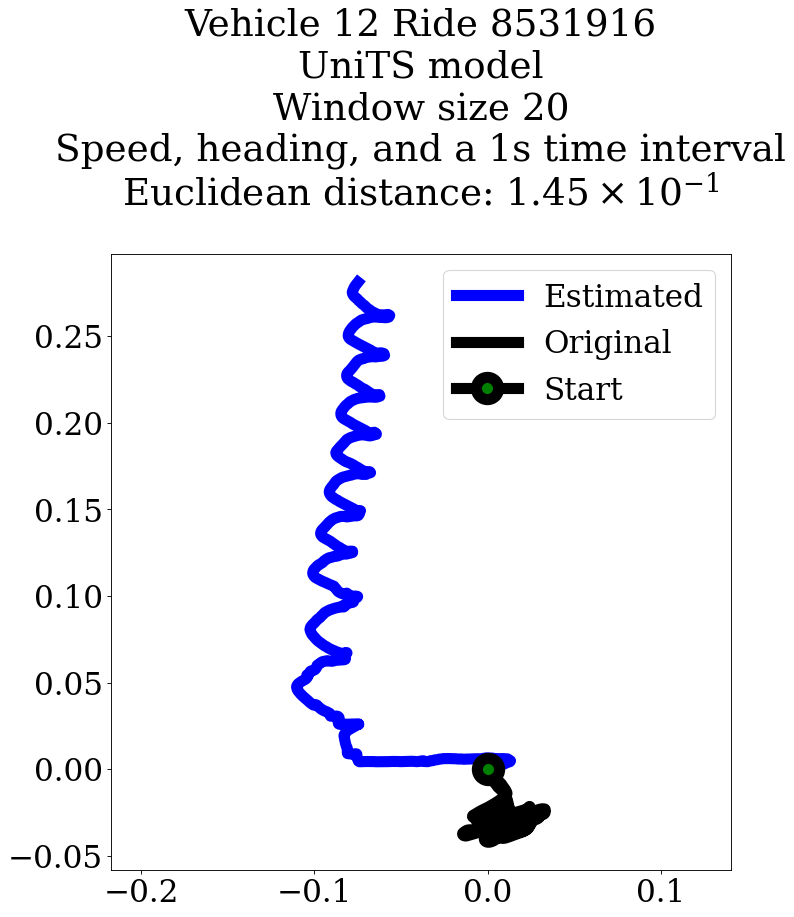 Vehicle 12 Ride 8531916
UniTS model
Window size 20
Speed, heading, and a 1s time interval
Euclidean distance: 1.45 × 10⁻¹
Estimated
Original
Start
0.25
0.20
0.15
0.10
0.05
0.00
−0.05
−0.2
−0.1
0.0
0.1